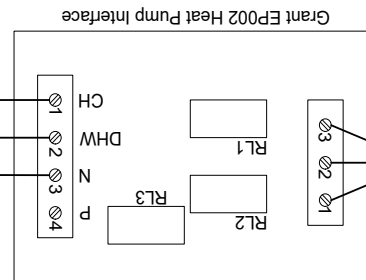 Grant EP002 Heat Pump Interface
1 CH
2 DHW
3 N
4 P
RL1
RL2
RL3
3
2
1